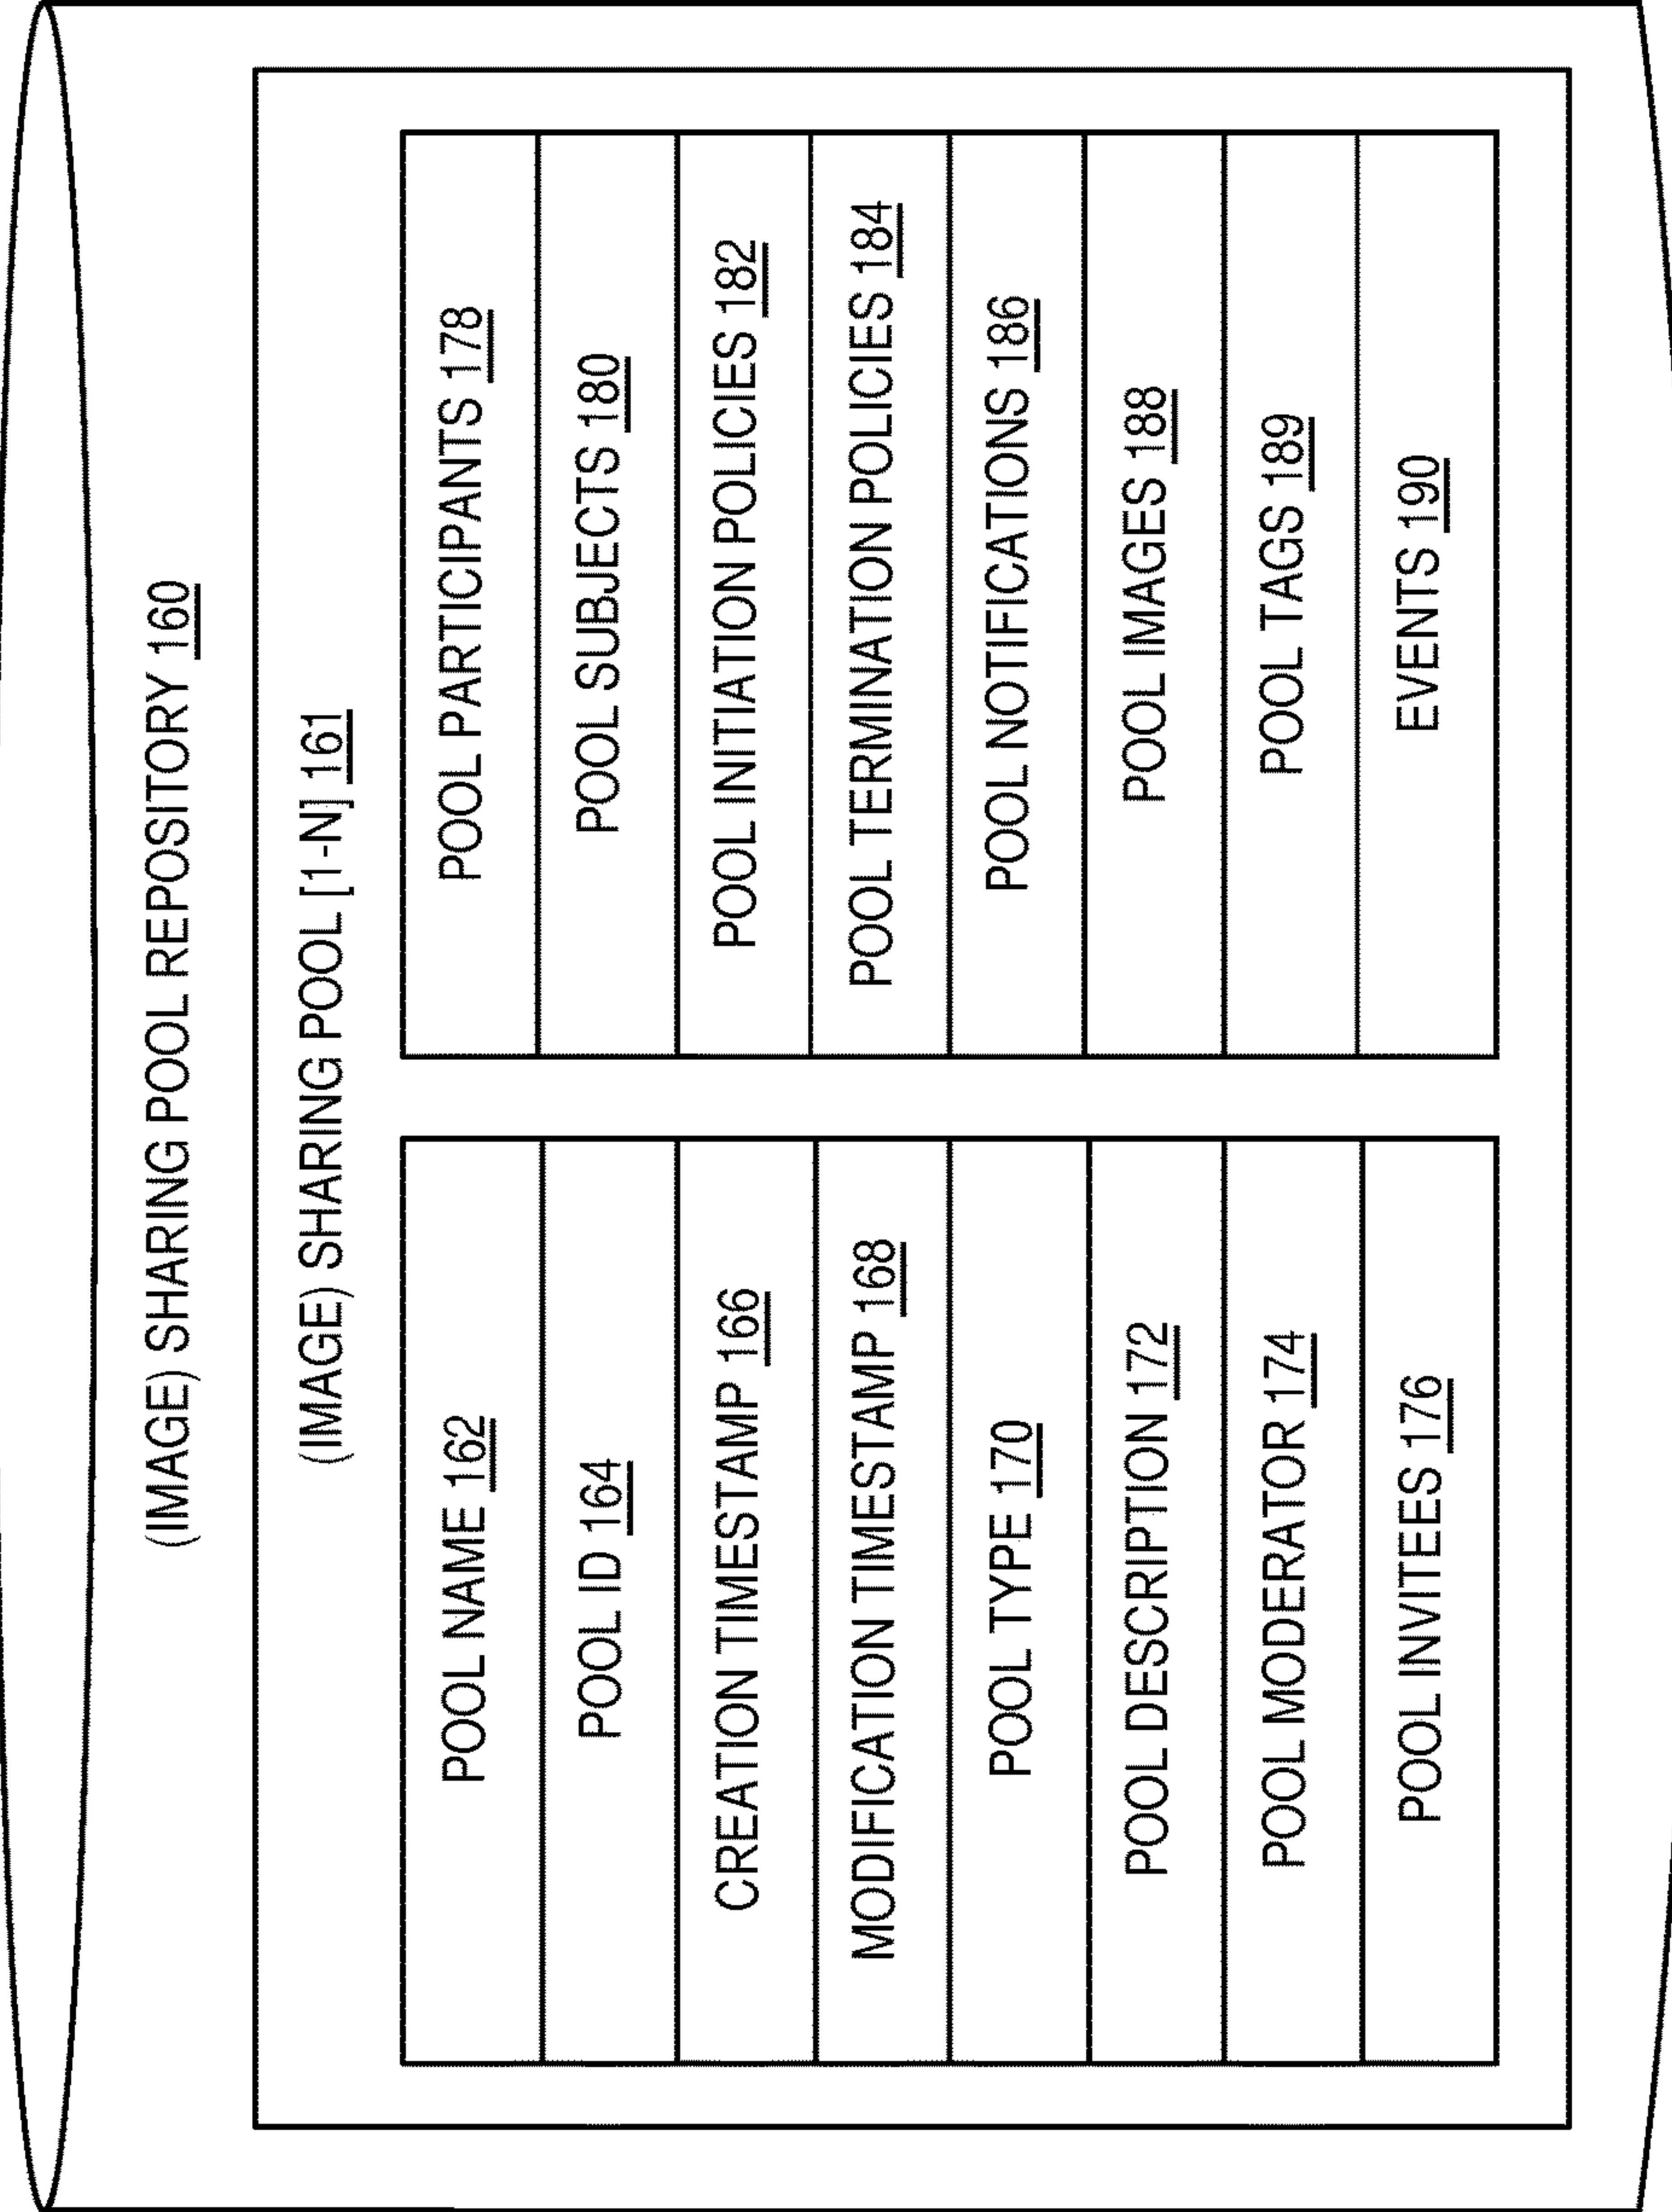 (IMAGE) SHARING POOL REPOSITORY 160
(IMAGE) SHARING POOL [1-N] 161
POOL NAME 162
POOL ID 164
CREATION TIMESTAMP 166
MODIFICATION TIMESTAMP 168
POOL TYPE 170
POOL DESCRIPTION 172
POOL MODERATOR 174
POOL INVITEES 176
POOL PARTICIPANTS 178
POOL SUBJECTS 180
POOL INITIATION POLICIES 182
POOL TERMINATION POLICIES 184
POOL NOTIFICATIONS 186
POOL IMAGES 188
POOL TAGS 189
EVENTS 190